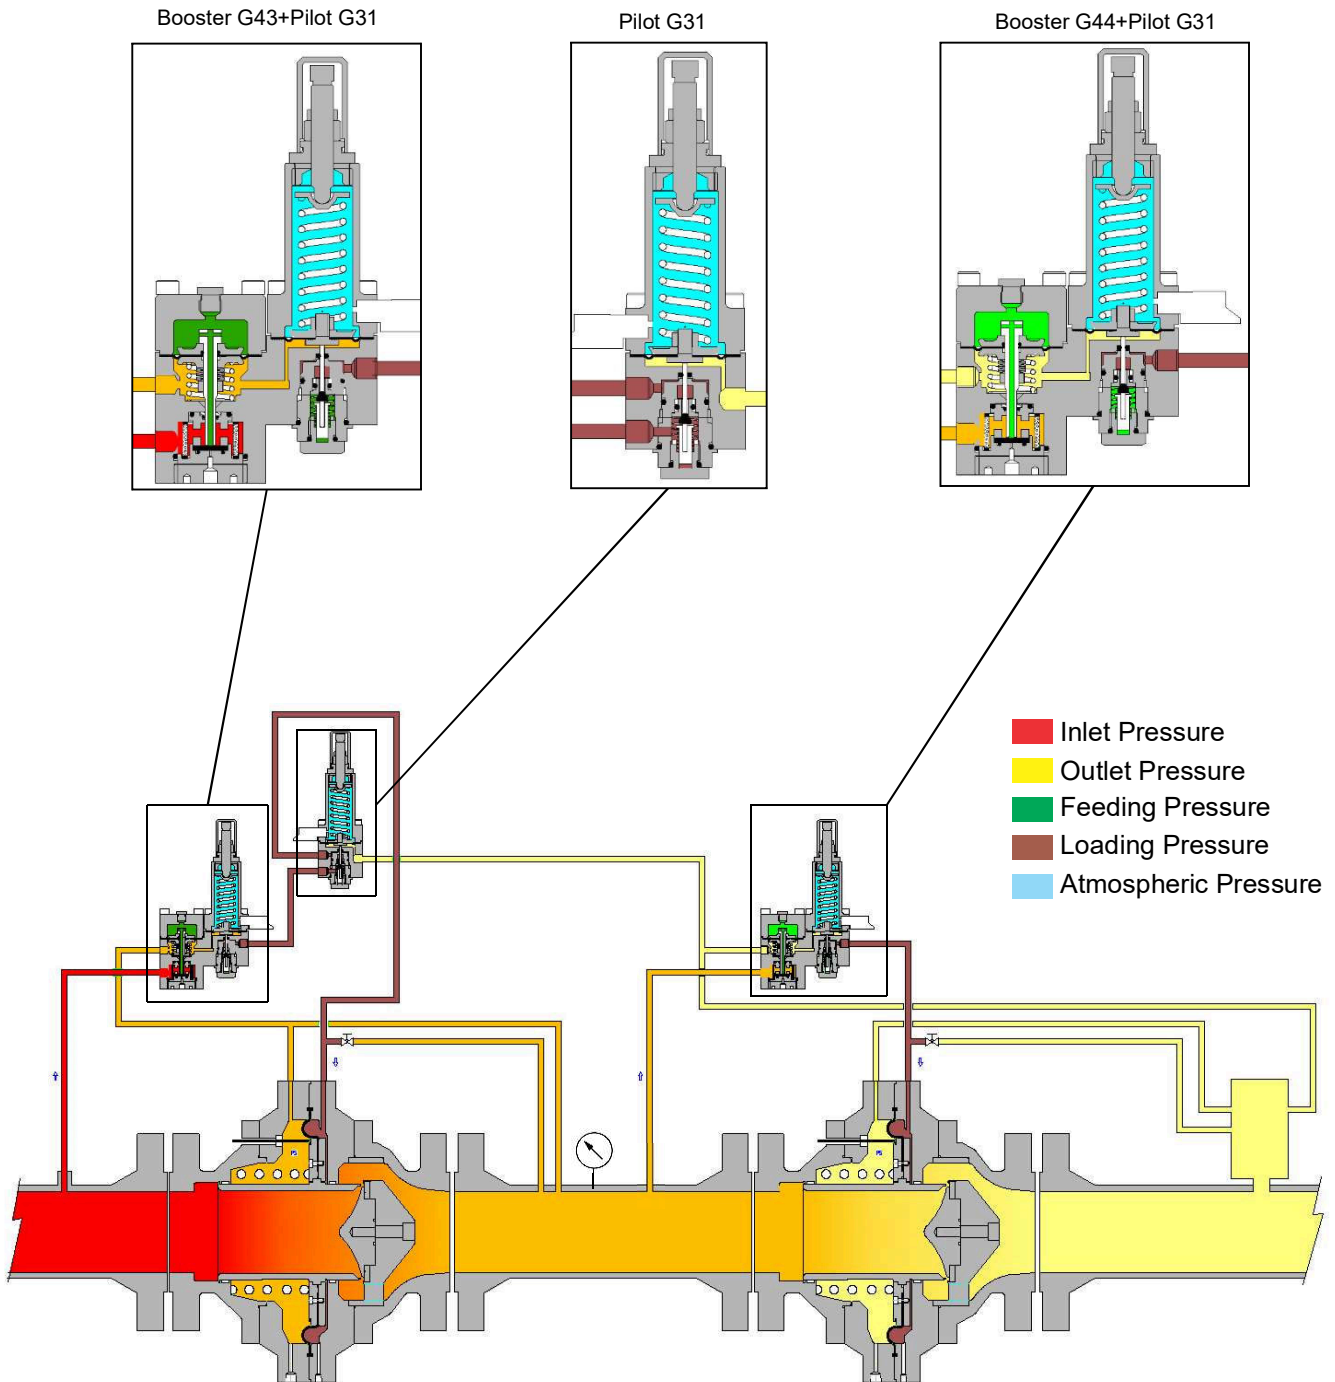 Booster G43+Pilot G31
Pilot G31
Booster G44+Pilot G31
Inlet Pressure
Outlet Pressure
Feeding Pressure
Loading Pressure
Atmospheric Pressure